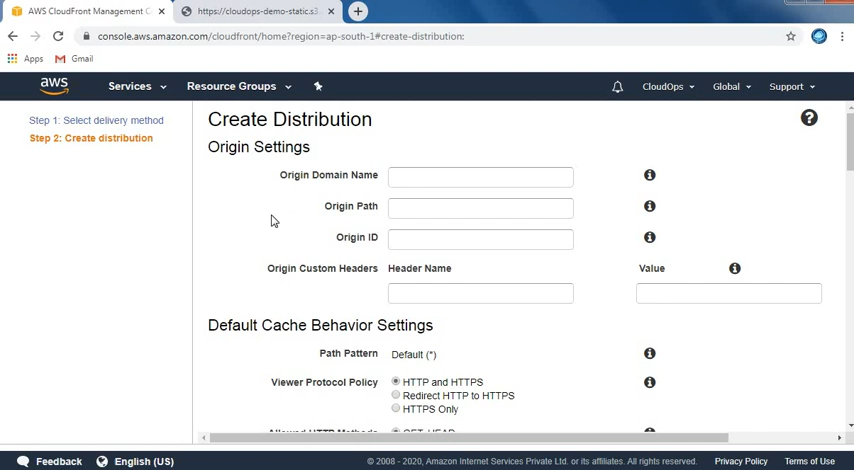 AWS CloudFront Management C
https://cloudops-demo-static.s3.
console.aws.amazon.com/cloudfront/home?region=ap-south-1#create-distribution:
Apps
Gmail
aws
Services
Resource Groups
CloudOps
Global
Support
Step 1: Select delivery method
Step 2: Create distribution
Create Distribution
Origin Settings
Origin Domain Name
Origin Path
Origin ID
Origin Custom Headers
Header Name
Value
Default Cache Behavior Settings
Path Pattern
Default (*)
Viewer Protocol Policy
HTTP and HTTPS
Redirect HTTP to HTTPS
HTTPS Only
Allowed HTTP Methods
GET, HEAD
Feedback
English (US)
© 2008 - 2020, Amazon Internet Services Private Ltd. or its affiliates. All rights reserved.
Privacy Policy
Terms of Use